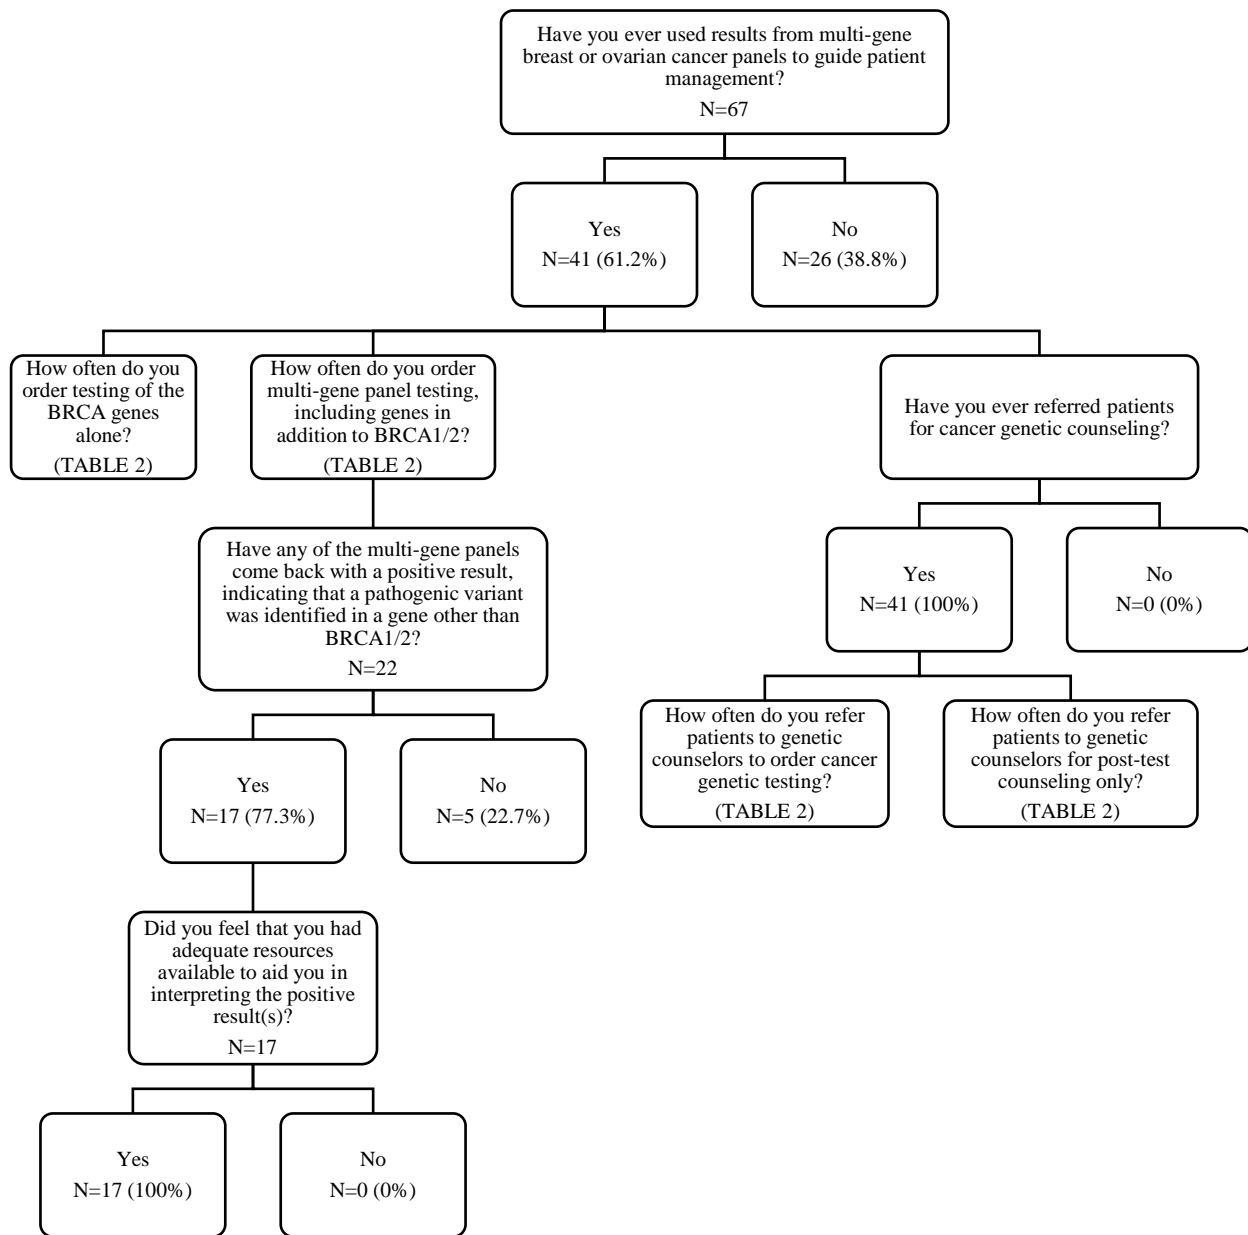 Have you ever used results from multi-gene
breast or ovarian cancer panels to guide patient
management?
N=67
Yes
N=41 (61.2%)
No
N=26 (38.8%)
How often do you
order testing of the
BRCA genes
alone?
(TABLE 2)
How often do you order
multi-gene panel testing,
including genes in
addition to BRCA1/2?
(TABLE 2)
Have you ever referred patients
for cancer genetic counseling?
Have any of the multi-gene panels
come back with a positive result,
indicating that a pathogenic variant
was identified in a gene other than
BRCA1/2?
N=22
Yes
N=41 (100%)
No
N=0 (0%)
Yes
N=17 (77.3%)
No
N=5 (22.7%)
How often do you refer
patients to genetic
counselors to order cancer
genetic testing?
(TABLE 2)
How often do you refer
patients to genetic
counselors for post-test
counseling only?
(TABLE 2)
Did you feel that you had
adequate resources
available to aid you in
interpreting the positive
result(s)?
N=17
Yes
N=17 (100%)
No
N=0 (0%)